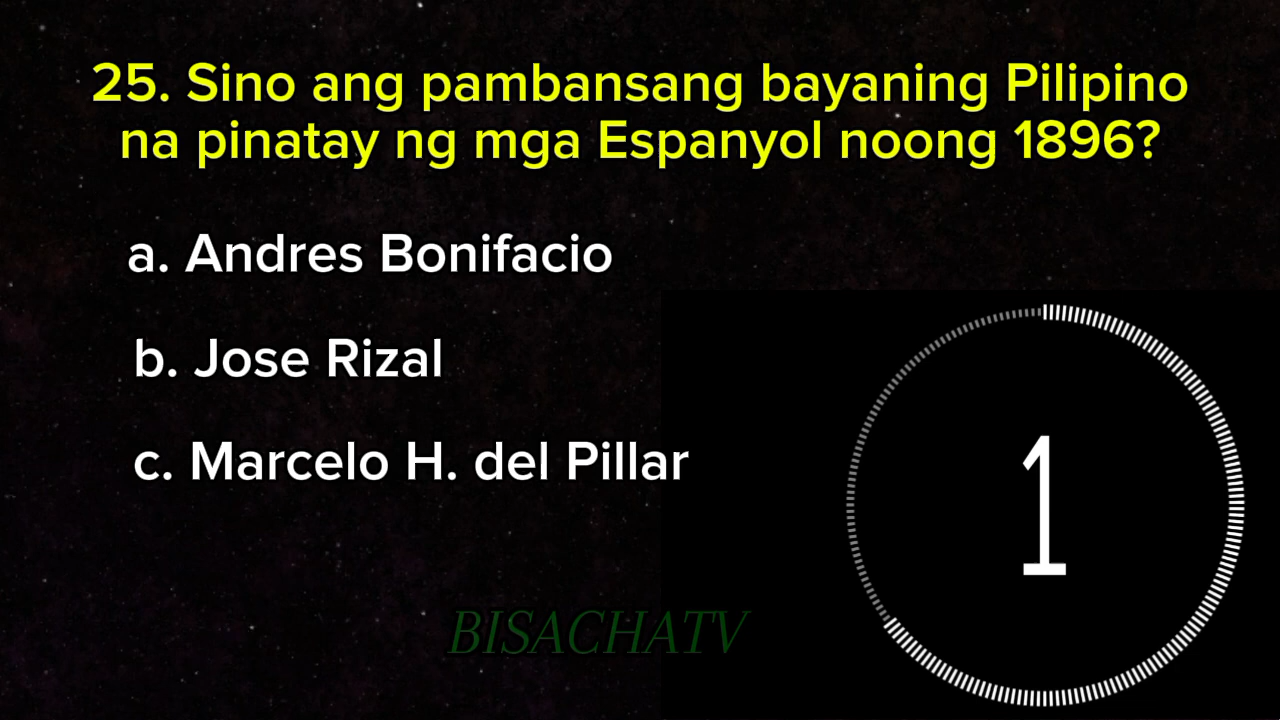 25. Sino ang pambansang bayaning Pilipino
na pinatay ng mga Espanyol noong 1896?
a. Andres Bonifacio
b. Jose Rizal
c. Marcelo H. del Pillar
1
BISACHATV